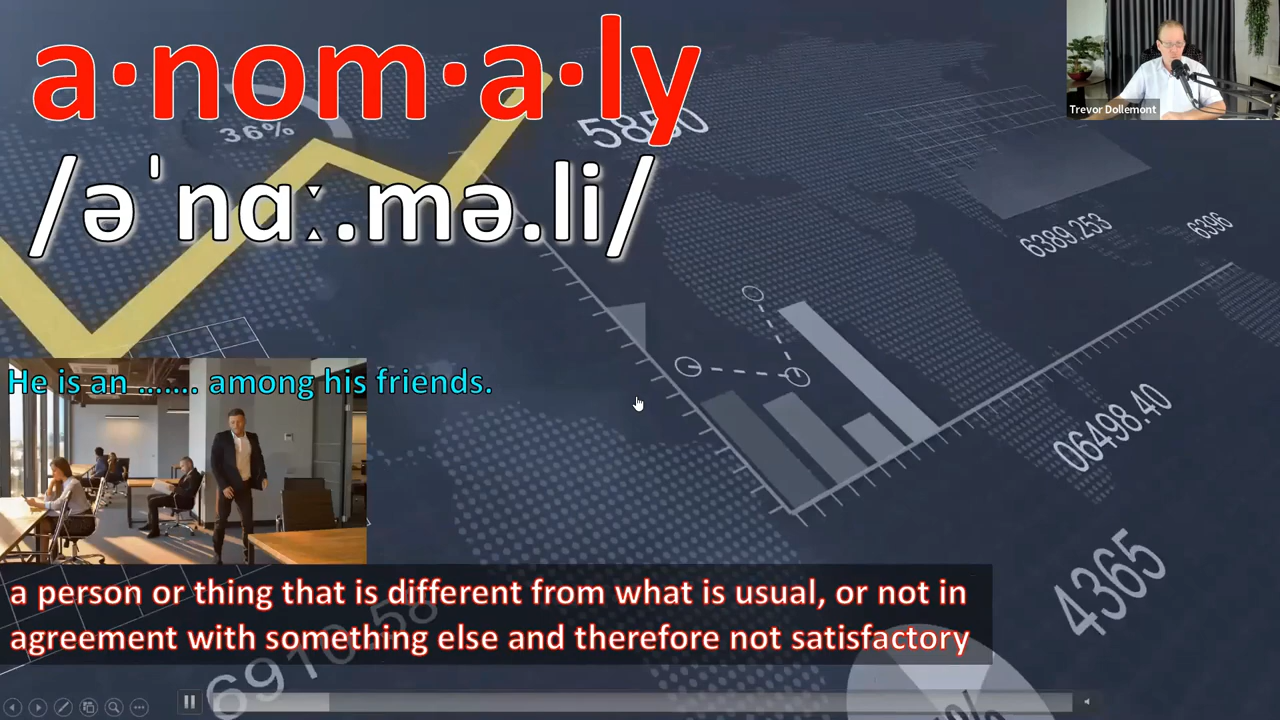 a·nom·a·ly
Trevor Dollemont
36%
5850
/əˈnɑː.mə.li/
6389.253
6396
He is an ....... among his friends.
06498.40
4365
a person or thing that is different from what is usual, or not in
agreement with something else and therefore not satisfactory